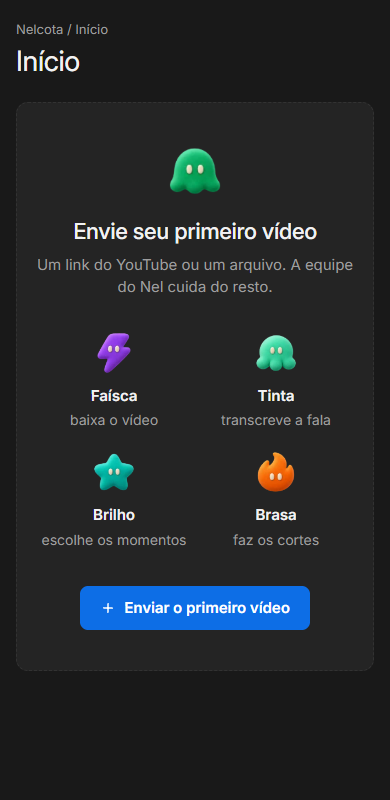 Nelcota / Início
Início
Envie seu primeiro vídeo
Um link do YouTube ou um arquivo. A equipe
do Nel cuida do resto.
Faísca
baixa o vídeo
Tinta
transcreve a fala
Brilho
escolhe os momentos
Brasa
faz os cortes
+ Enviar o primeiro vídeo